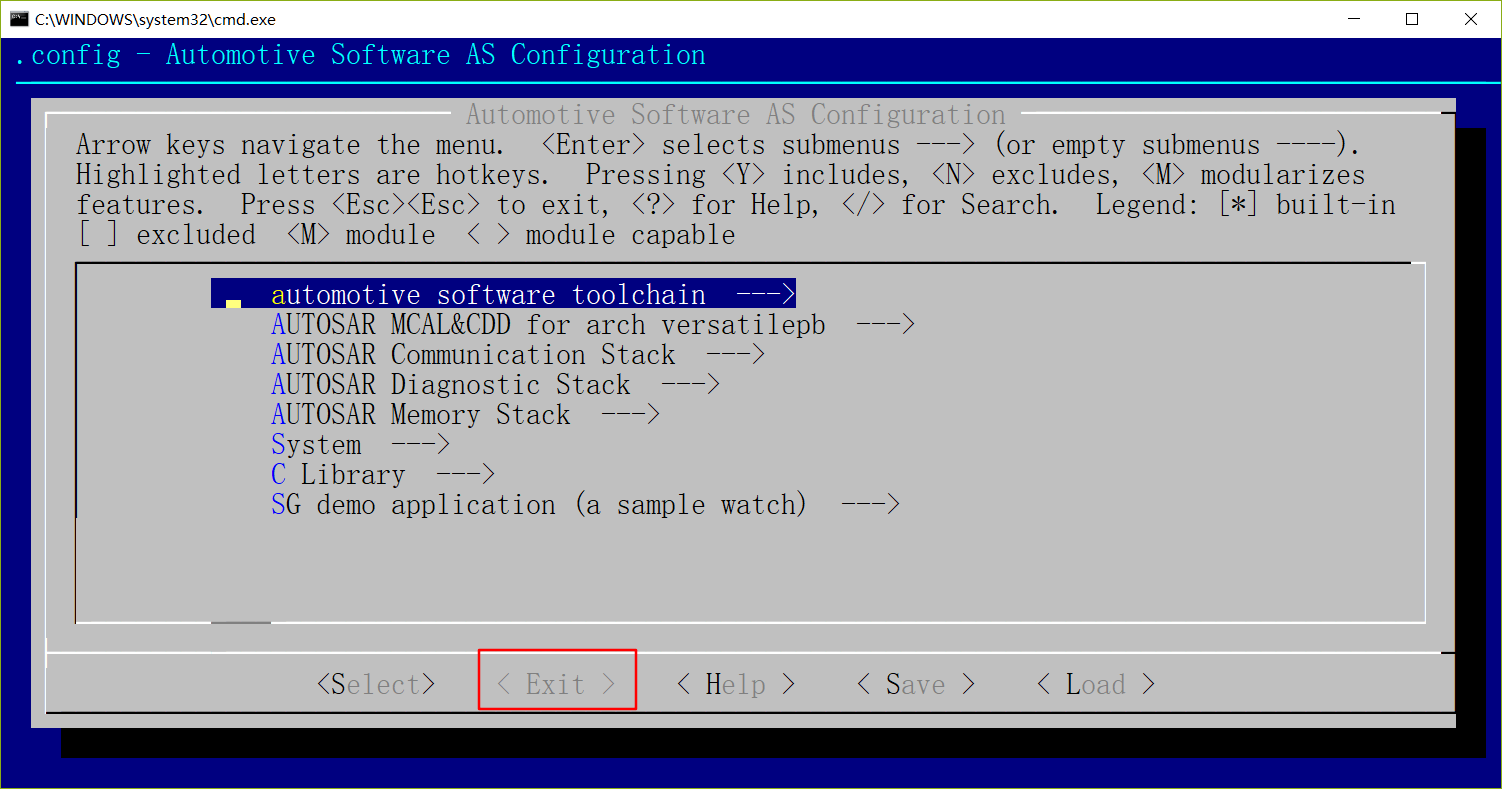 C:\WINDOWS\system32\cmd.exe
.config - Automotive Software AS Configuration
Automotive Software AS Configuration
Arrow keys navigate the menu.  <Enter> selects submenus ---> (or empty submenus ----).
Highlighted letters are hotkeys.  Pressing <Y> includes, <N> excludes, <M> modularizes
features.  Press <Esc><Esc> to exit, <?> for Help, </> for Search.  Legend: [*] built-in
[ ] excluded  <M> module  < > module capable
automotive software toolchain  --->
AUTOSAR MCAL&CDD for arch versatilepb  --->
AUTOSAR Communication Stack  --->
AUTOSAR Diagnostic Stack  --->
AUTOSAR Memory Stack  --->
System  --->
C Library  --->
SG demo application (a sample watch)  --->
<Select>    < Exit >    < Help >    < Save >    < Load >